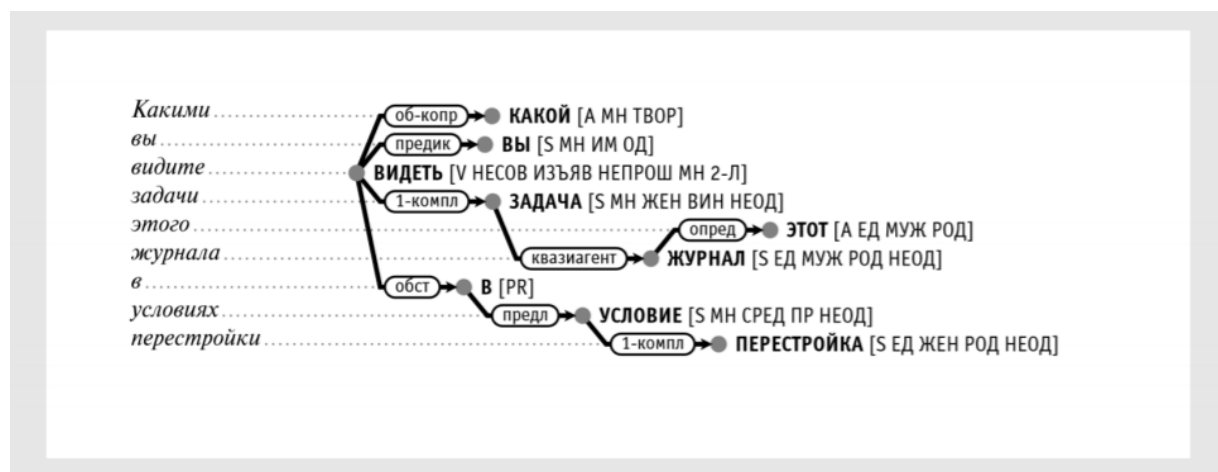 Какими об-копр КАКОЙ [A МН ТВОР]
вы предик ВЫ [S МН ИМ ОД]
видите ВИДЕТЬ [V НЕСОВ ИЗЪЯВ НЕПРОШ МН 2-Л]
задачи 1-компл ЗАДАЧА [S МН ЖЕН ВИН НЕОД]
этого опред ЭТОТ [A ЕД МУЖ РОД]
журнала квазиагент ЖУРНАЛ [S ЕД МУЖ РОД НЕОД]
в обст В [PR]
условиях предл УСЛОВИЕ [S МН СРЕД ПР НЕОД]
перестройки 1-компл ПЕРЕСТРОЙКА [S ЕД ЖЕН РОД НЕОД]